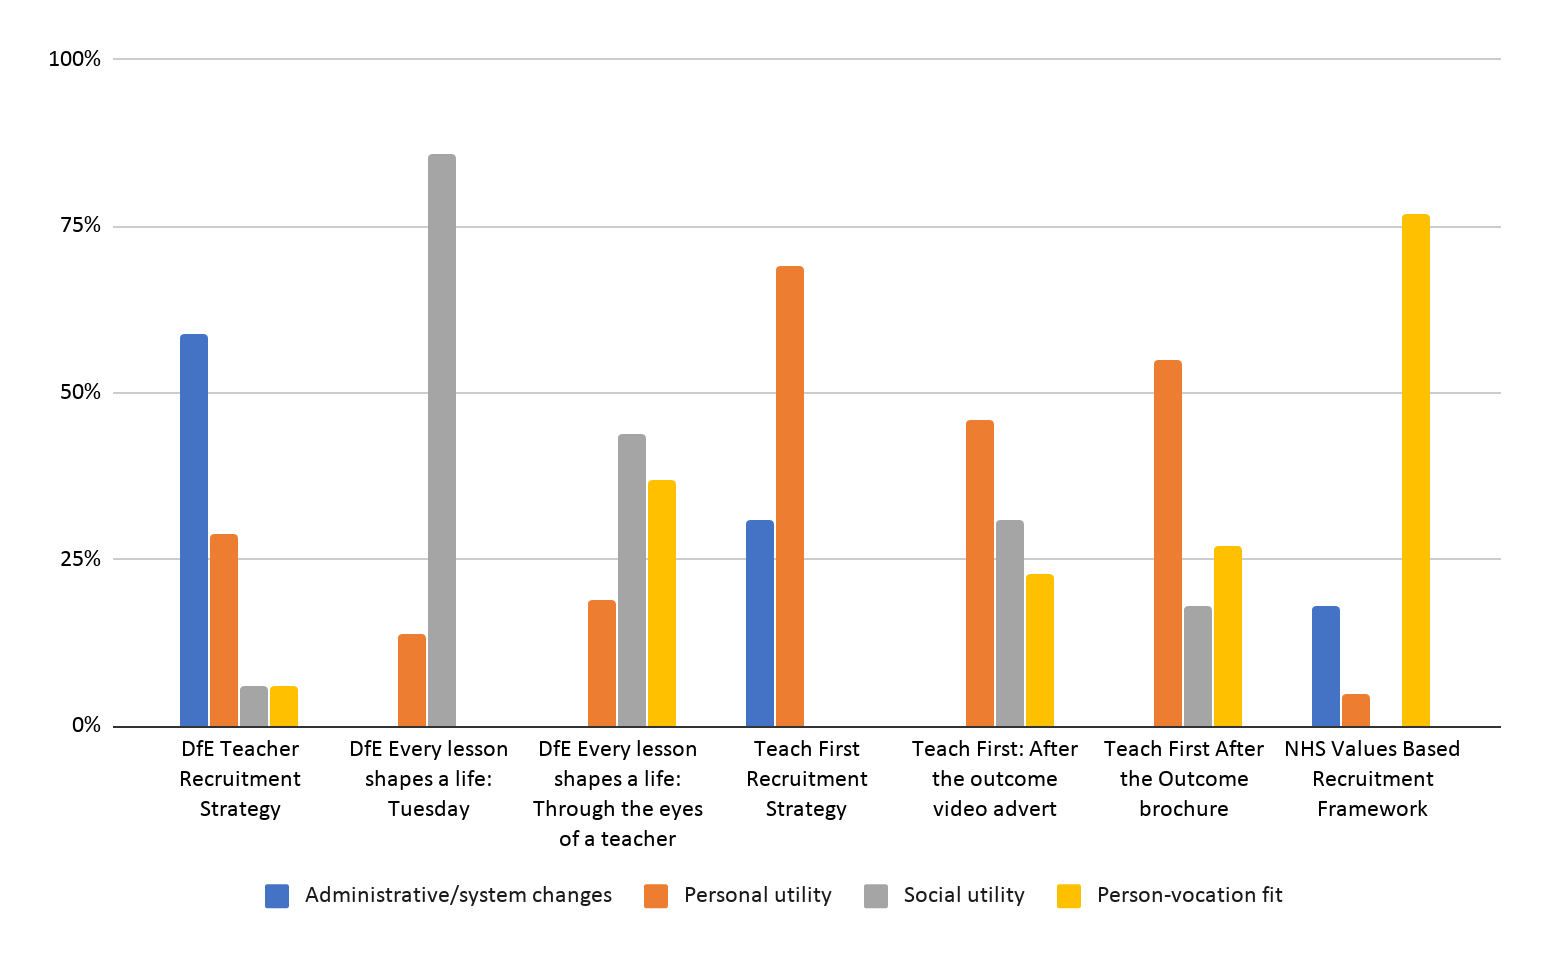 100%
75%
50%
25%
0%
DfE Teacher
Recruitment
Strategy
DfE Every lesson
shapes a life:
Tuesday
DfE Every lesson
shapes a life:
Through the eyes
of a teacher
Teach First
Recruitment
Strategy
Teach First: After
the outcome
video advert
Teach First After
the Outcome
brochure
NHS Values Based
Recruitment
Framework
Administrative/system changes
Personal utility
Social utility
Person-vocation fit